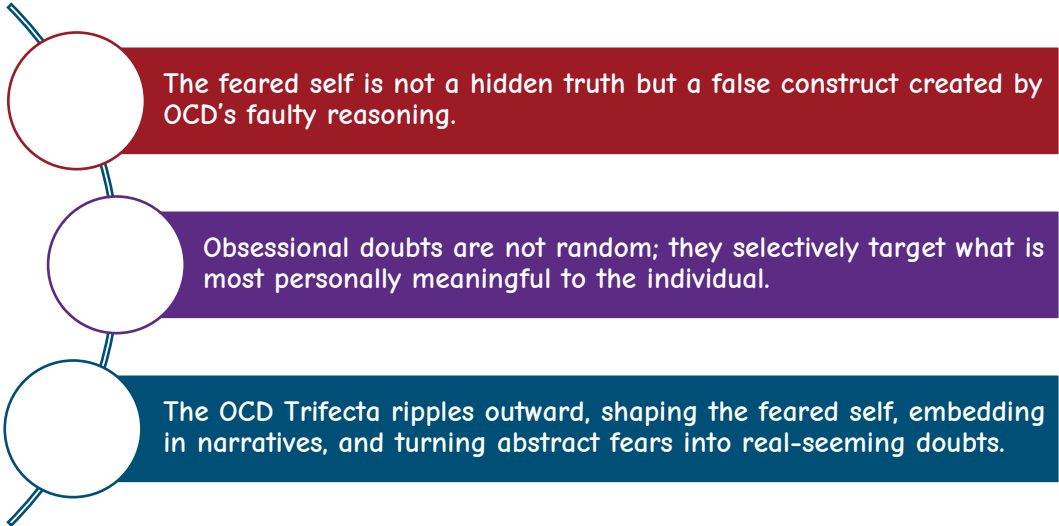 The feared self is not a hidden truth but a false construct created by
OCD's faulty reasoning.
Obsessional doubts are not random; they selectively target what is
most personally meaningful to the individual.
The OCD Trifecta ripples outward, shaping the feared self, embedding
in narratives, and turning abstract fears into real-seeming doubts.